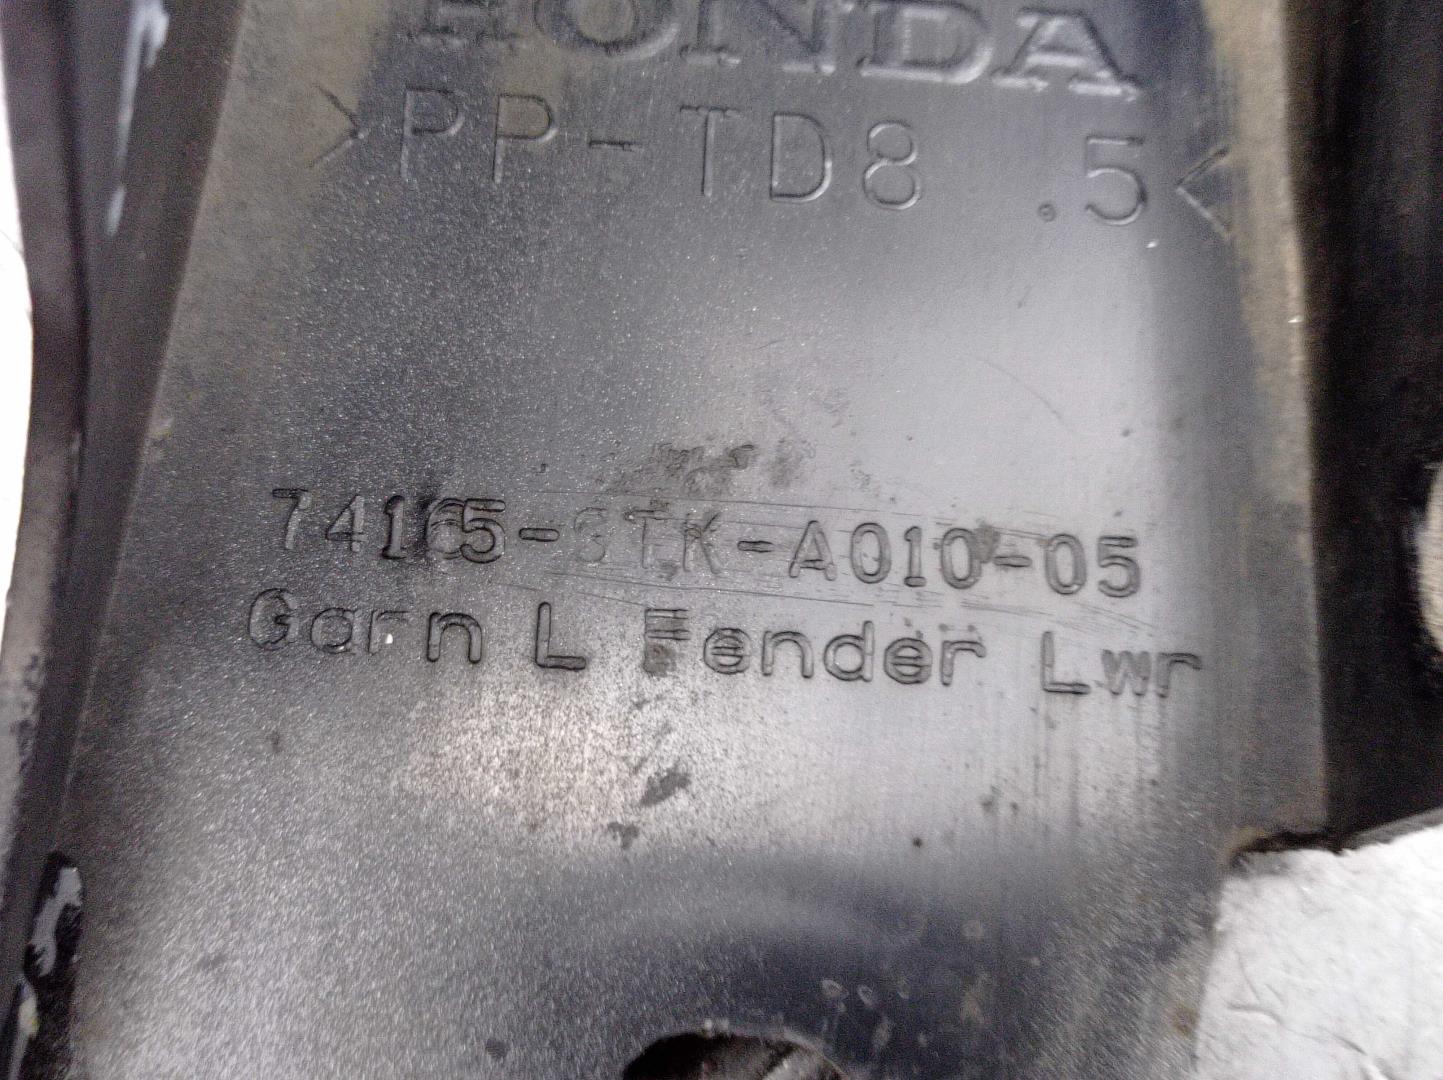 HONDA
>PP-TD8.5<
74165-STK-A010-05
Garn L Fender Lwr